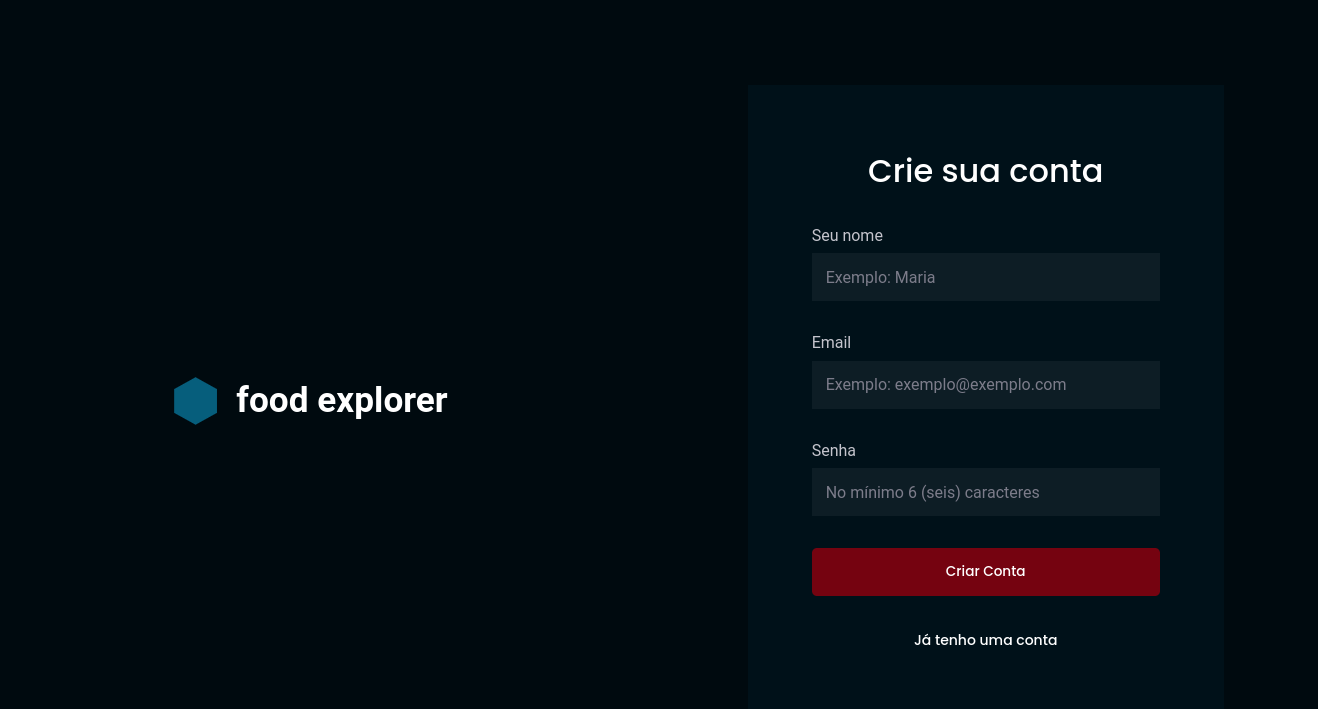 food explorer
Crie sua conta
Seu nome
Exemplo: Maria
Email
Exemplo: exemplo@exemplo.com
Senha
No mínimo 6 (seis) caracteres
Criar Conta
Já tenho uma conta